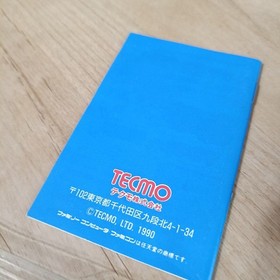 TECMO
テクモ株式会社
〒102東京都千代田区九段北4-1-34
©TECMO, LTD. 1990
ファミリー コンピュータ ファミコンは任天堂の商標です。